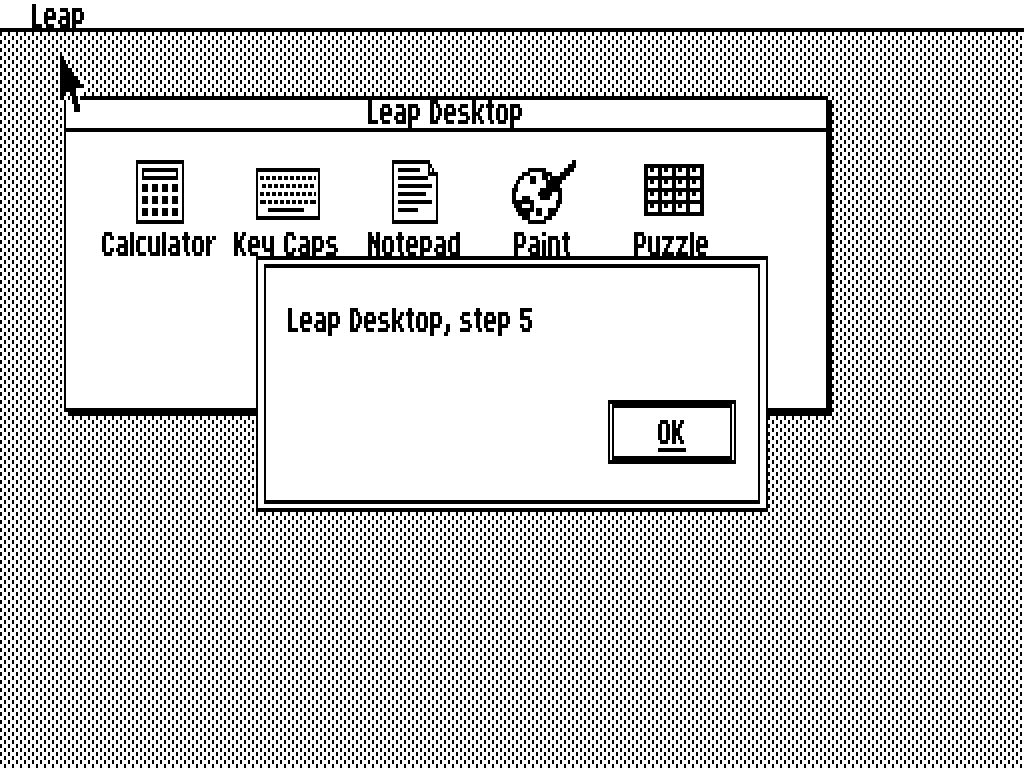 Leap
Leap Desktop
Calculator Key Caps Notepad Paint Puzzle
Leap Desktop, step 5
OK